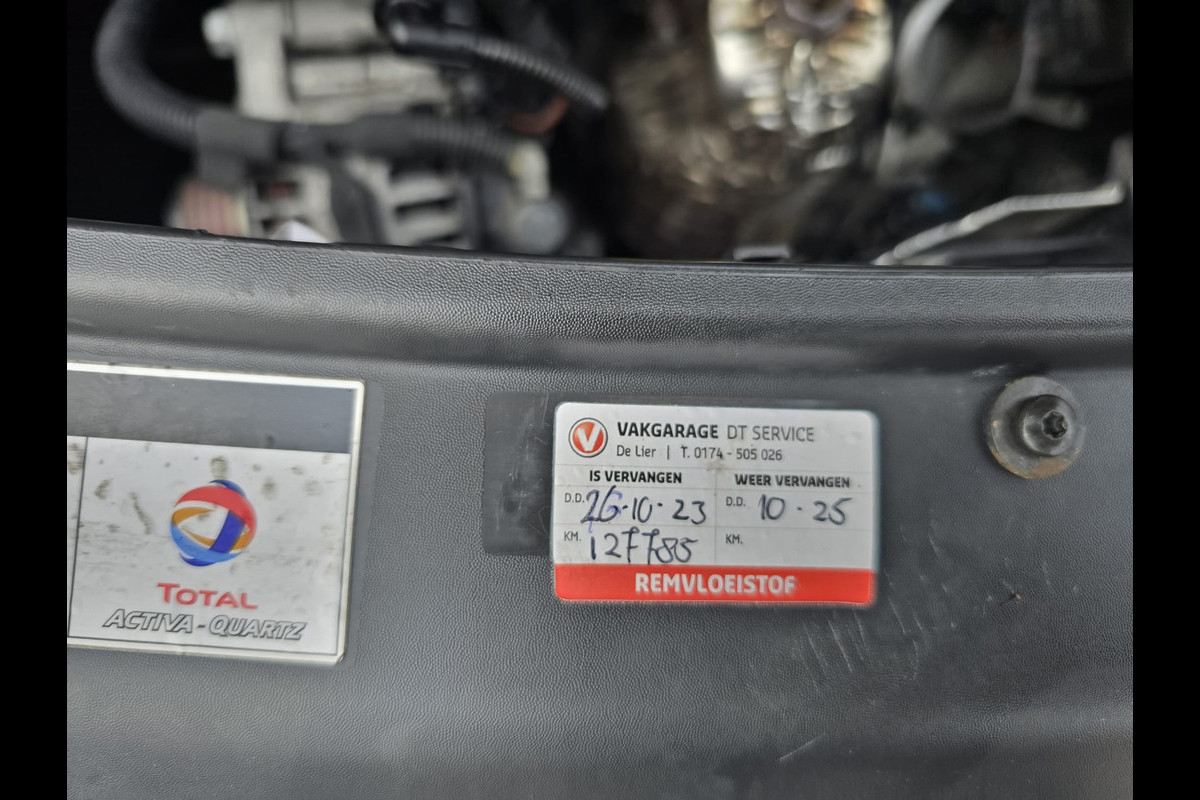 TOTAL
ACTIVA-QUARTZ
V
VAKGARAGE DT SERVICE
De Lier | T. 0174 - 505 026
IS VERVANGEN WEER VERVANGEN
D.D. 26-10-23 D.D. 10-25
KM. 127785 KM.
REMVLOEISTOF